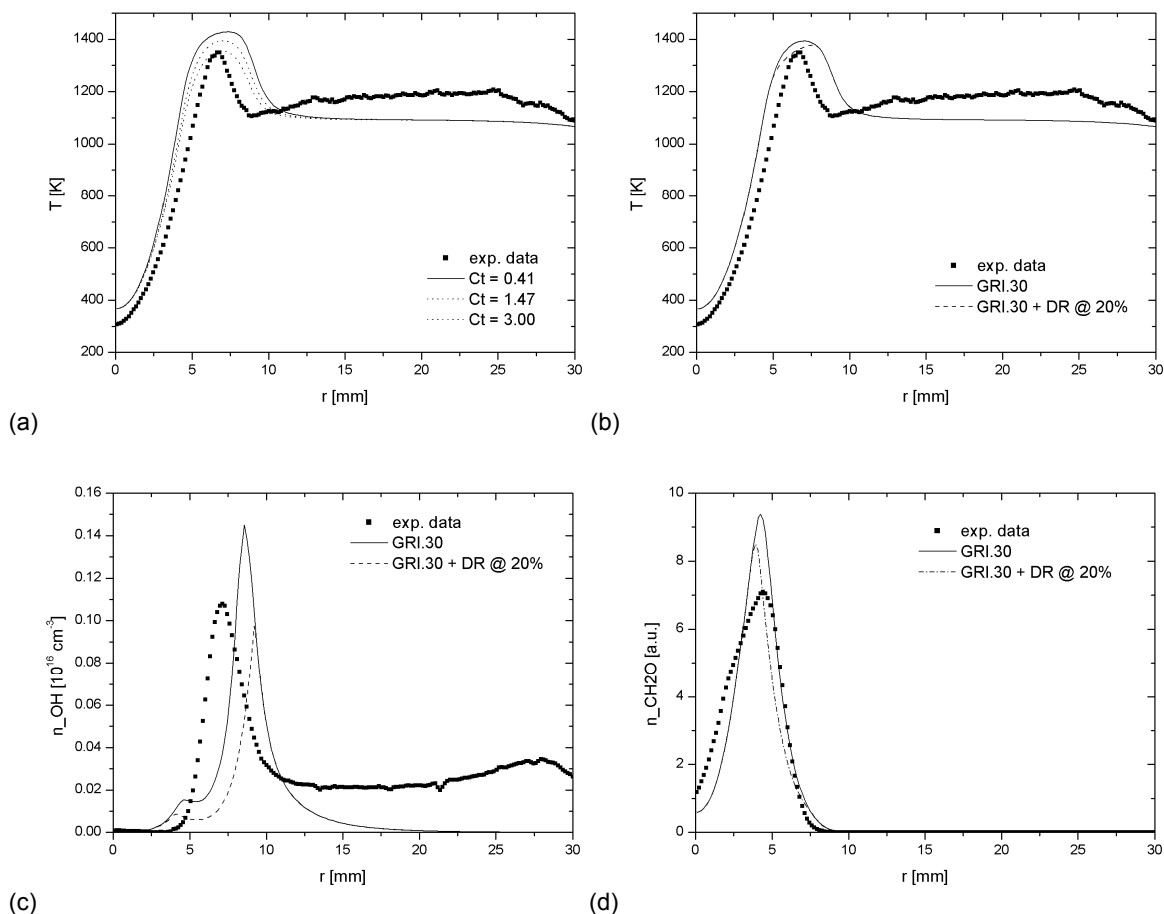 1400
1200
1000
800
600
400
200
T [K]
0
5
10
15
20
25
30
r [mm]
exp. data
Ct = 0.41
Ct = 1.47
Ct = 3.00
(a)
1400
1200
1000
800
600
400
200
T [K]
0
5
10
15
20
25
30
r [mm]
exp. data
GRI.30
GRI.30 + DR @ 20%
(b)
0.16
0.14
0.12
0.10
0.08
0.06
0.04
0.02
0.00
n_OH [10¹⁶ cm⁻³]
0
5
10
15
20
25
30
r [mm]
exp. data
GRI.30
GRI.30 + DR @ 20%
(c)
10
8
6
4
2
0
n_CH2O [a.u.]
0
5
10
15
20
25
30
r [mm]
exp. data
GRI.30
GRI.30 + DR @ 20%
(d)